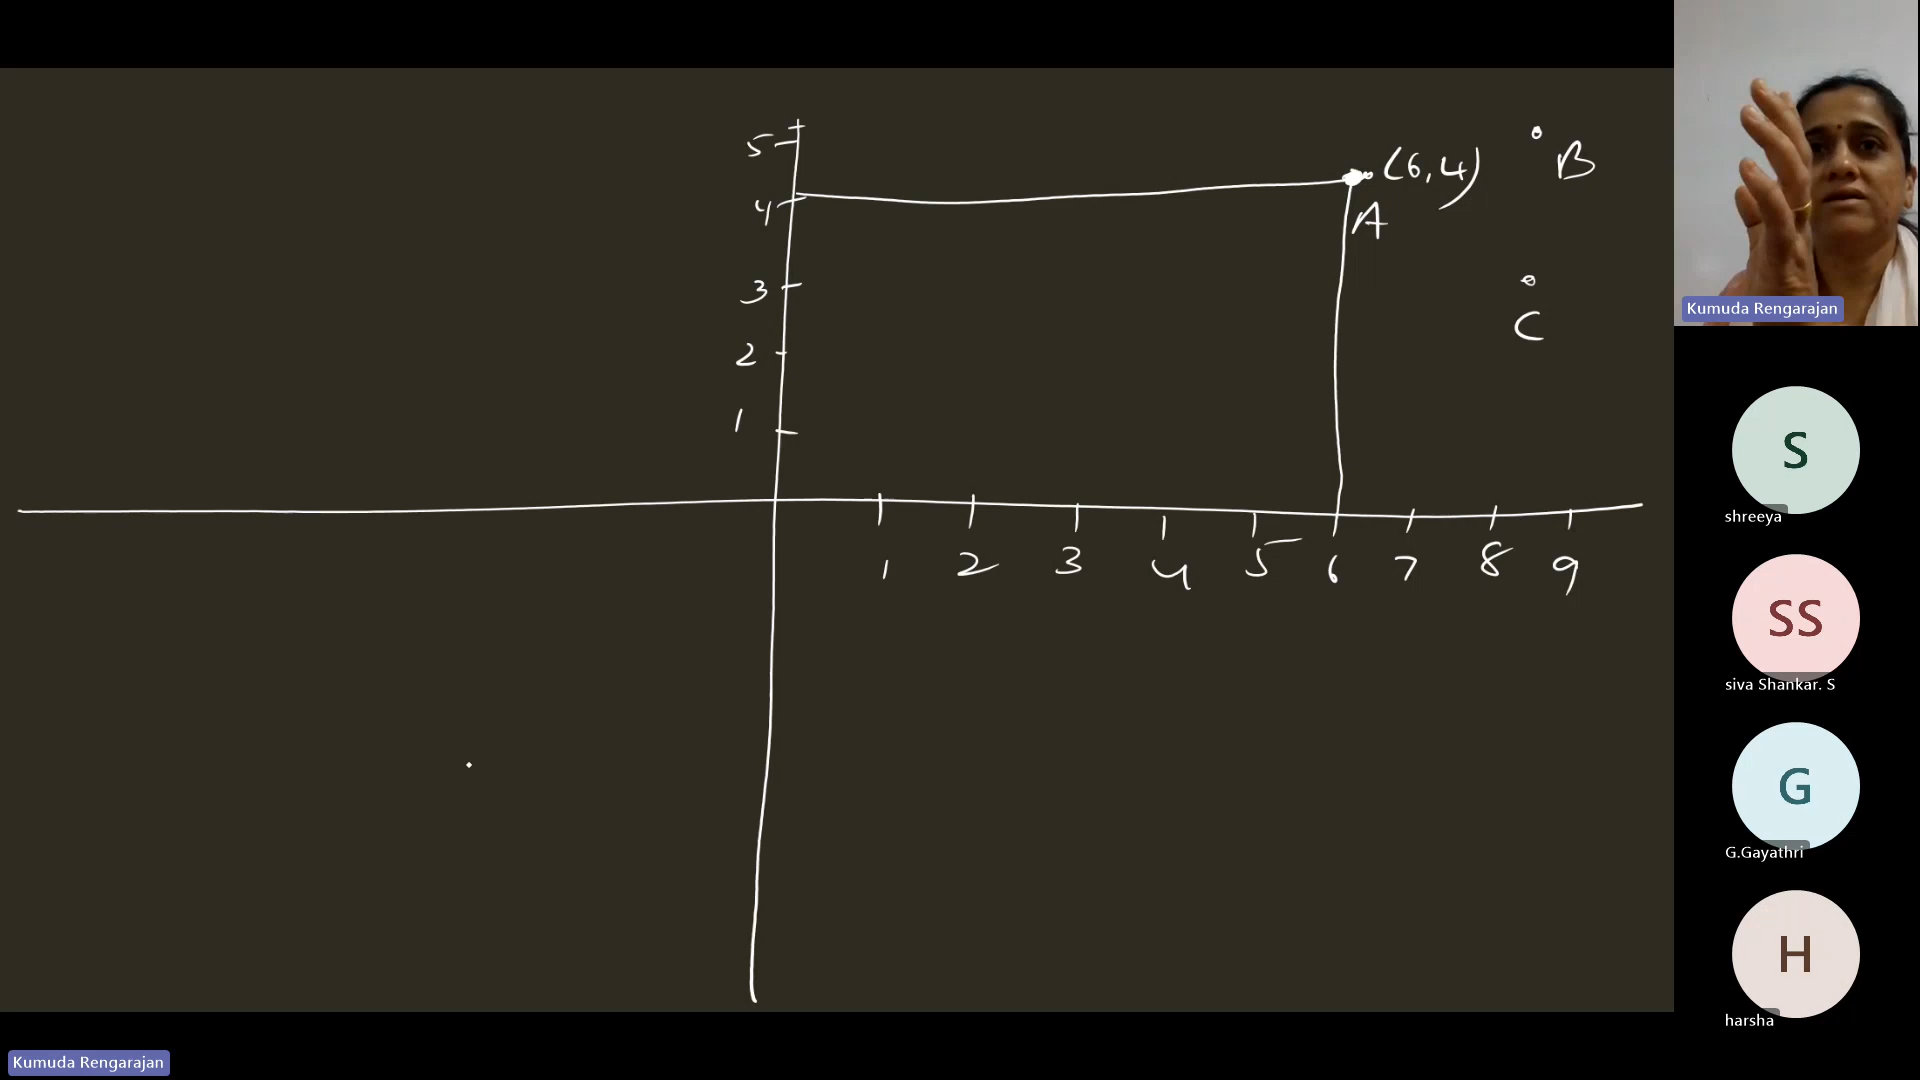 5
(6,4)
B
4
A
3
C
2
1
1 2 3 4 5 6 7 8 9
Kumuda Rengarajan
S
shreeya
SS
siva Shankar. S
G
G.Gayathri
H
harsha
Kumuda Rengarajan